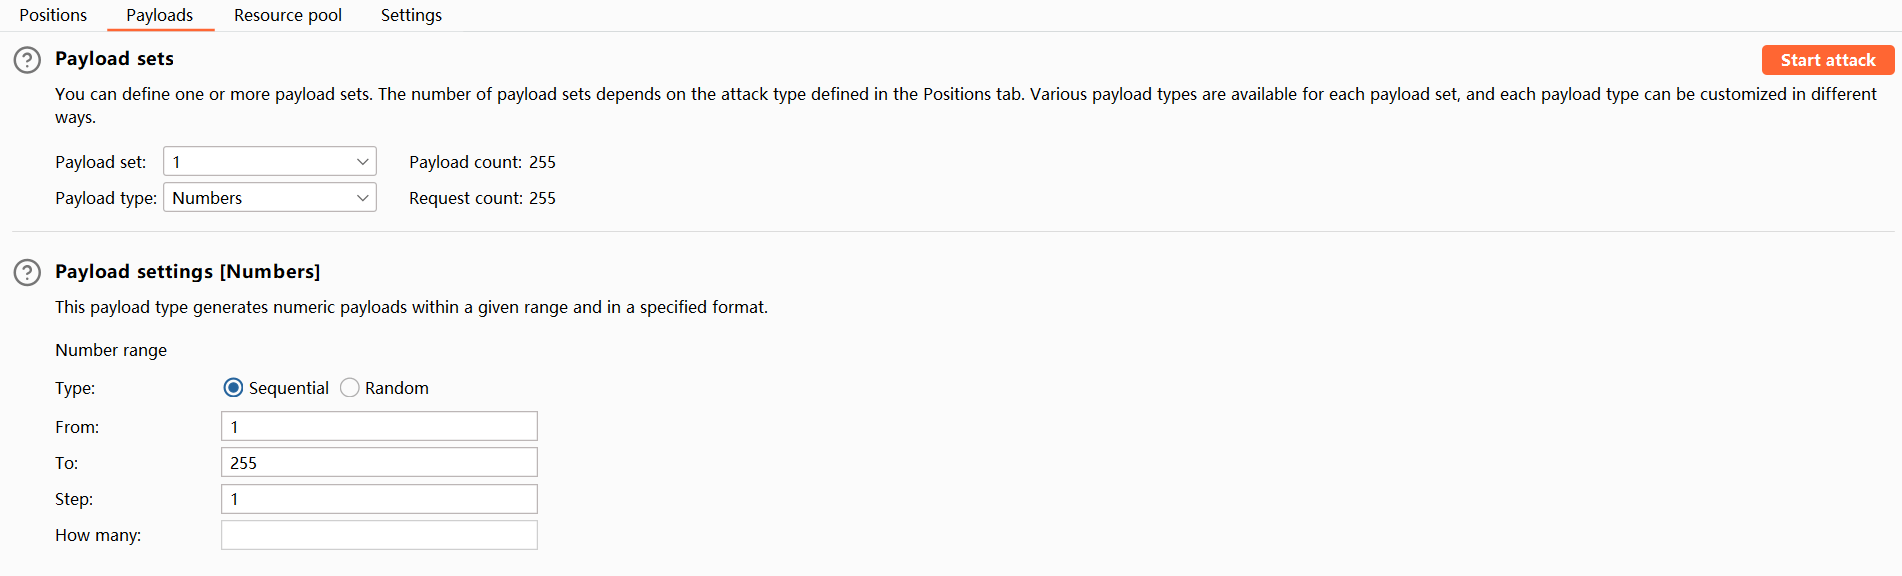 Positions Payloads Resource pool Settings
Payload sets
Start attack
You can define one or more payload sets. The number of payload sets depends on the attack type defined in the Positions tab. Various payload types are available for each payload set, and each payload type can be customized in different
ways.
Payload set: 1 Payload count: 255
Payload type: Numbers Request count: 255
Payload settings [Numbers]
This payload type generates numeric payloads within a given range and in a specified format.
Number range
Type: Sequential Random
From: 1
To: 255
Step: 1
How many: